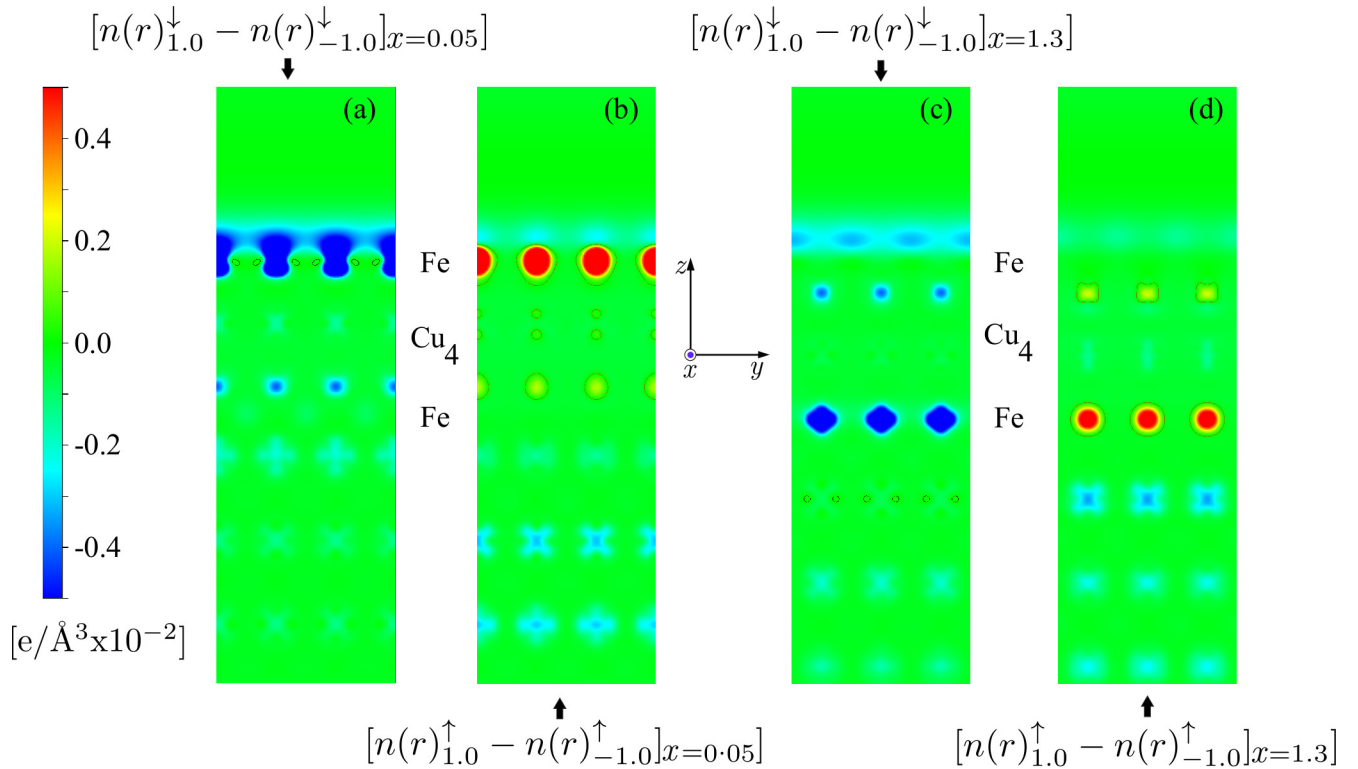 [n(r)↓1.0 − n(r)↓−1.0]x=0.05]
[n(r)↓1.0 − n(r)↓−1.0]x=1.3]
(a)
(b)
(c)
(d)
0.4
0.2
0.0
-0.2
-0.4
[e/Å³x10⁻²]
Fe
Cu4
Fe
z
x
y
Fe
Cu4
Fe
[n(r)↑1.0 − n(r)↑−1.0]x=0·05]
[n(r)↑1.0 − n(r)↑−1.0]x=1.3]